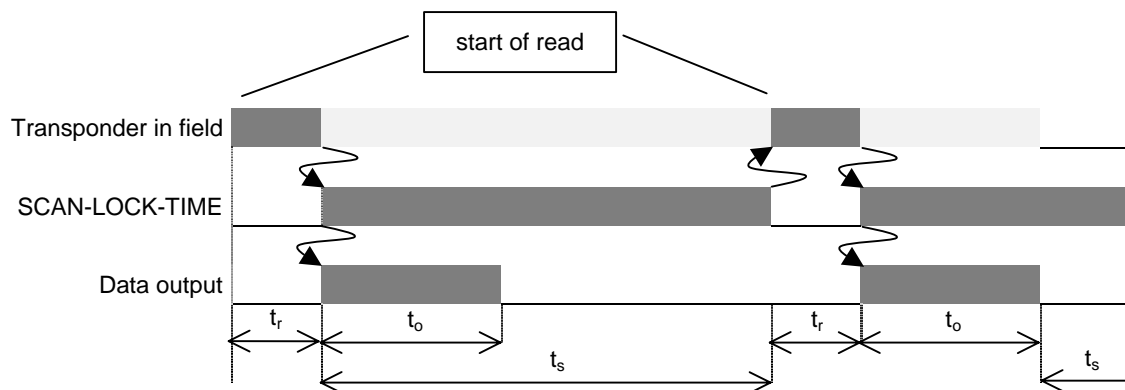 start of read
Transponder in field
SCAN-LOCK-TIME
Data output
tr to tr to
ts ts